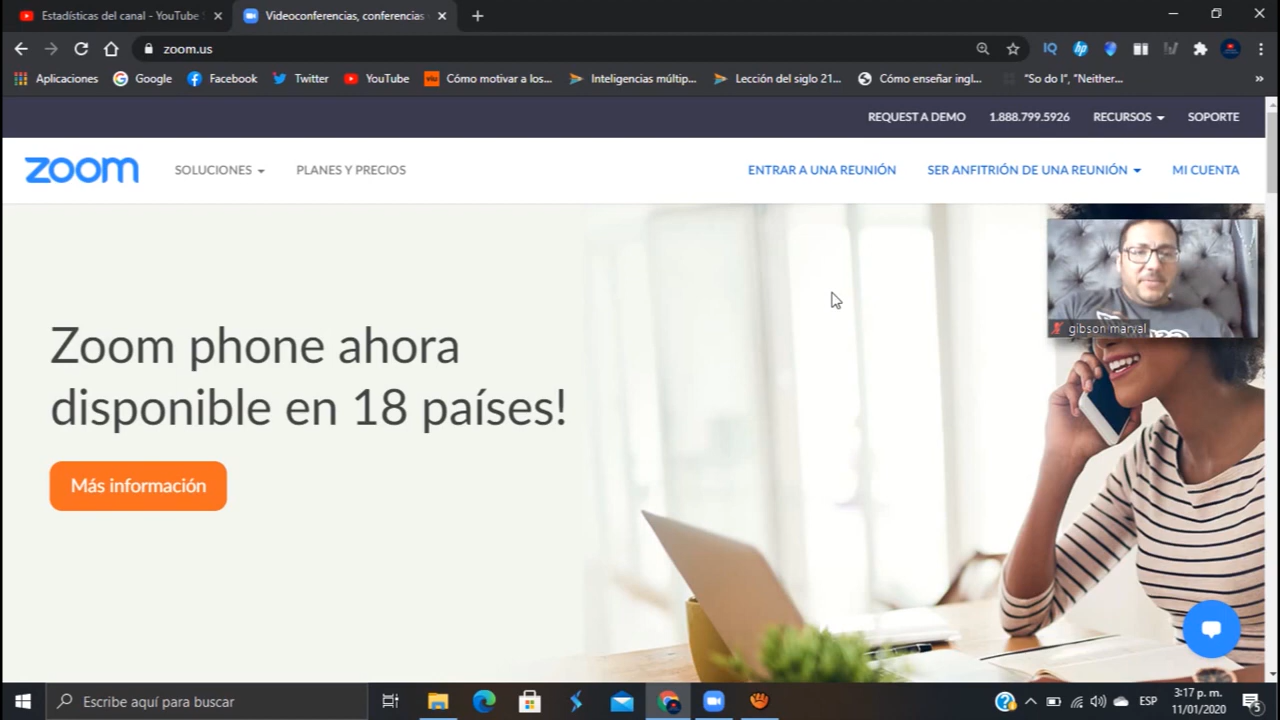 Estadísticas del canal - YouTube
Videoconferencias, conferencias
zoom.us
Aplicaciones
Google
Facebook
Twitter
YouTube
Cómo motivar a los...
Inteligencias múltip...
Lección del siglo 21...
Cómo enseñar ingl...
"So do I", "Neither...
REQUEST A DEMO
1.888.799.5926
RECURSOS
SOPORTE
zoom
SOLUCIONES
PLANES Y PRECIOS
ENTRAR A UNA REUNIÓN
SER ANFITRIÓN DE UNA REUNIÓN
MI CUENTA
gibson marval
Zoom phone ahora
disponible en 18 países!
Más información
Escribe aquí para buscar
ESP
3:17 p. m.
11/01/2020
5